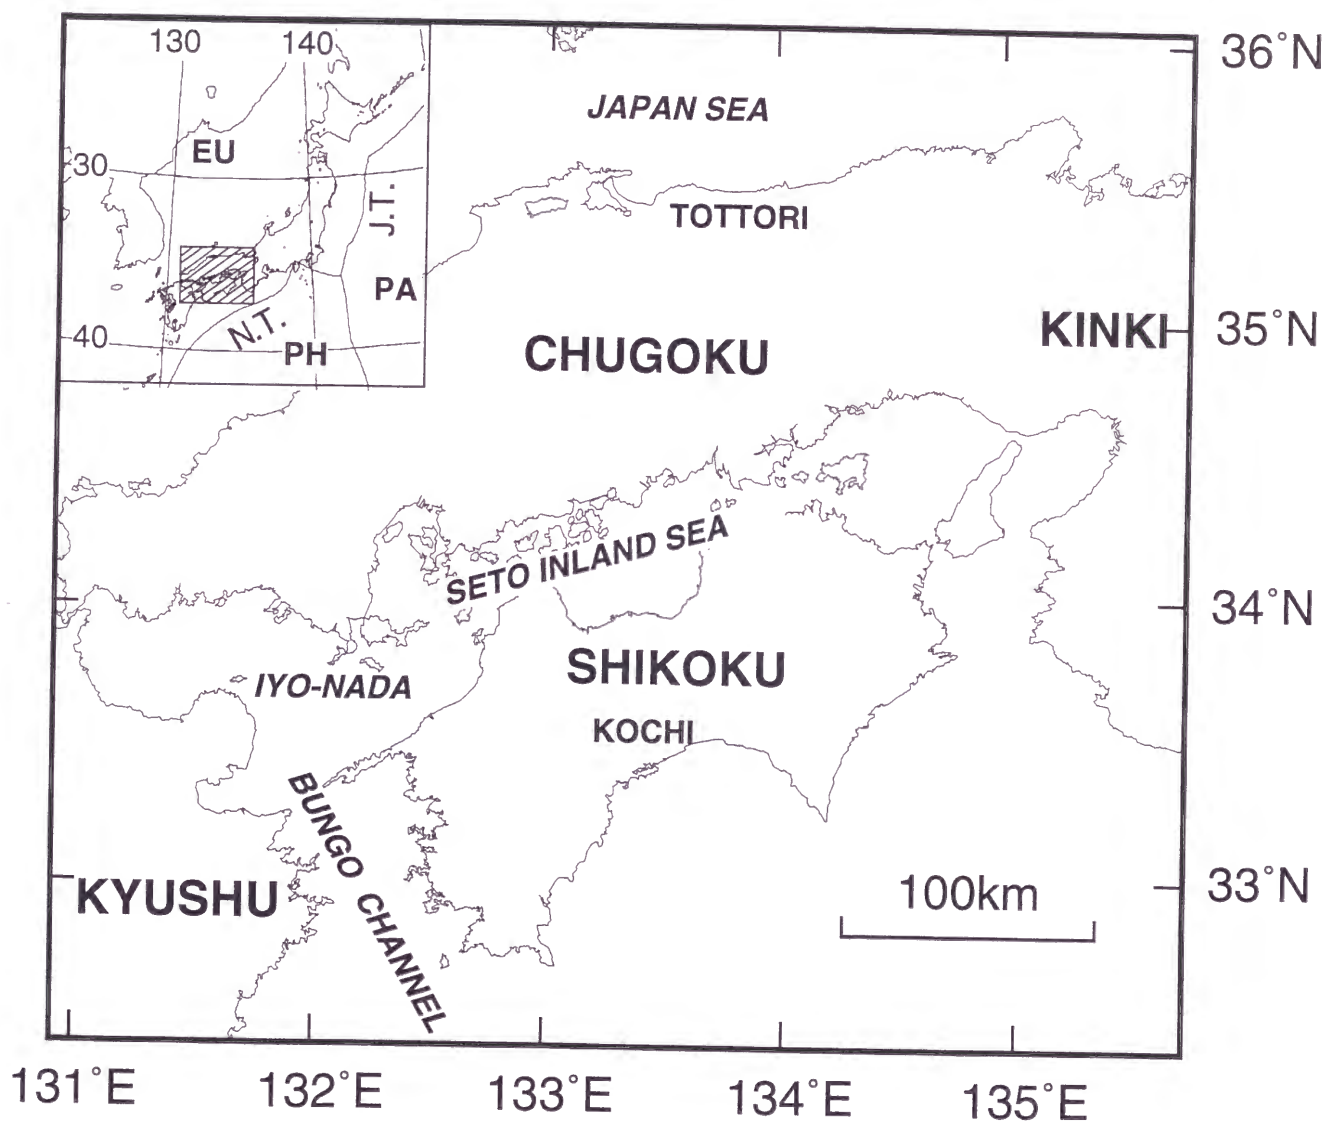 130 140
36°N
JAPAN SEA
EU
30
J.T.
TOTTORI
PA
N.T.
40
PH
CHUGOKU
KINKI
35°N
SETO INLAND SEA
34°N
SHIKOKU
IYO-NADA
KOCHI
BUNGO CHANNEL
KYUSHU
100km
33°N
131°E 132°E 133°E 134°E 135°E